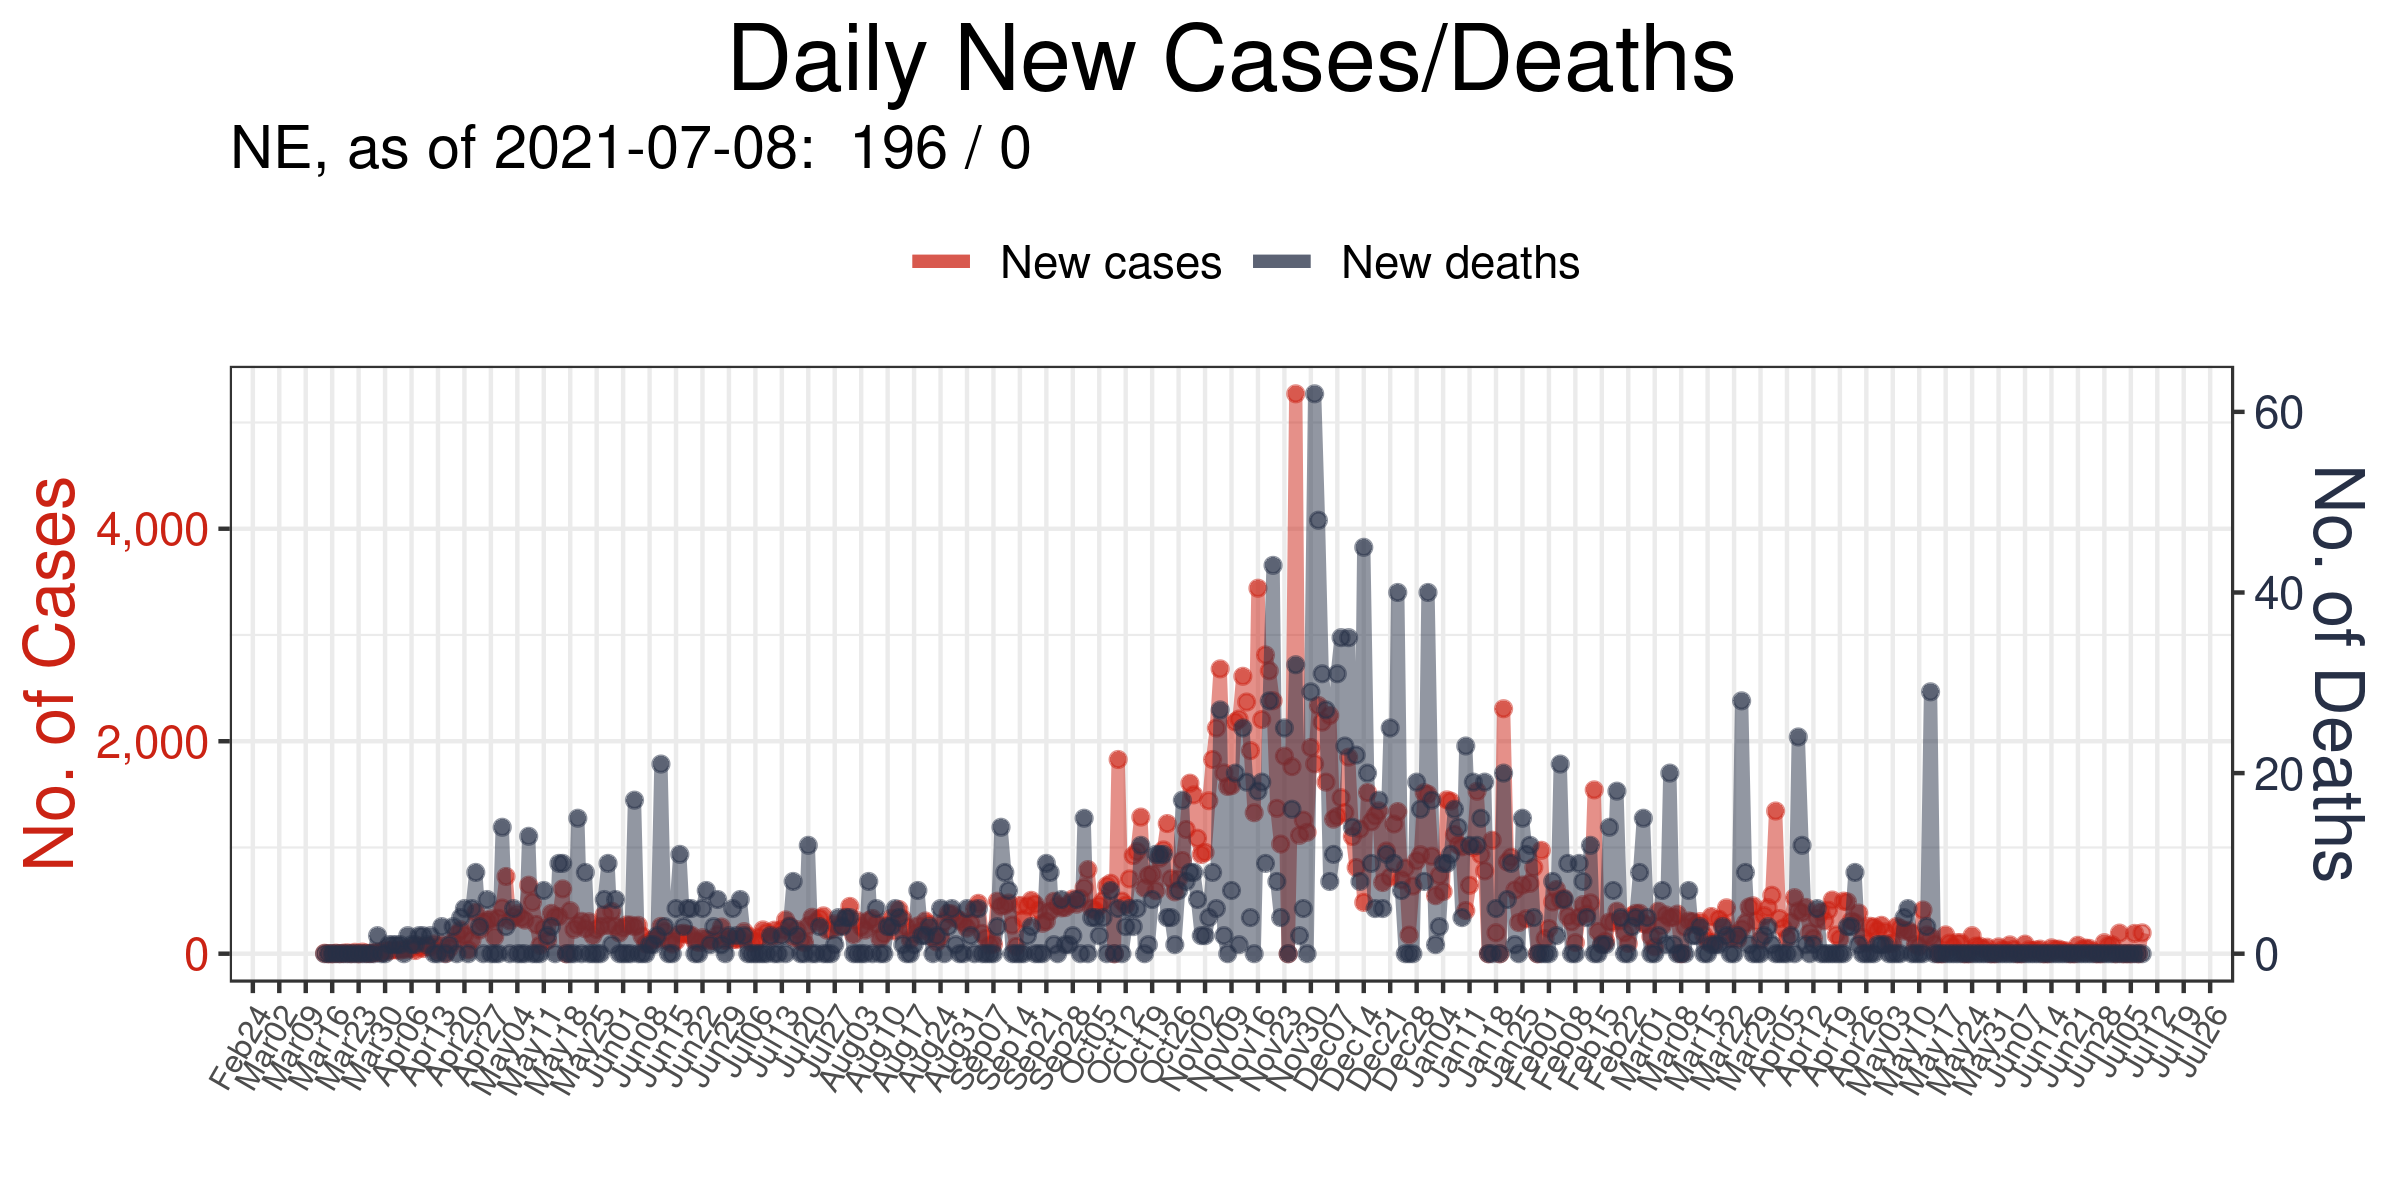 Daily New Cases/Deaths
NE, as of 2021-07-08:  196 / 0
New cases
New deaths
No. of Cases
4,000
2,000
0
60
40
20
0
No. of Deaths
Feb24
Mar02
Mar09
Mar16
Mar23
Mar30
Apr06
Apr13
Apr20
Apr27
May04
May11
May18
May25
Jun01
Jun08
Jun15
Jun22
Jun29
Jul06
Jul13
Jul20
Jul27
Aug03
Aug10
Aug17
Aug24
Aug31
Sep07
Sep14
Sep21
Sep28
Oct05
Oct12
Oct19
Oct26
Nov02
Nov09
Nov16
Nov23
Nov30
Dec07
Dec14
Dec21
Dec28
Jan04
Jan11
Jan18
Jan25
Feb01
Feb08
Feb15
Feb22
Mar01
Mar08
Mar15
Mar22
Mar29
Apr05
Apr12
Apr19
Apr26
May03
May10
May17
May24
May31
Jun07
Jun14
Jun21
Jun28
Jul05
Jul12
Jul19
Jul26